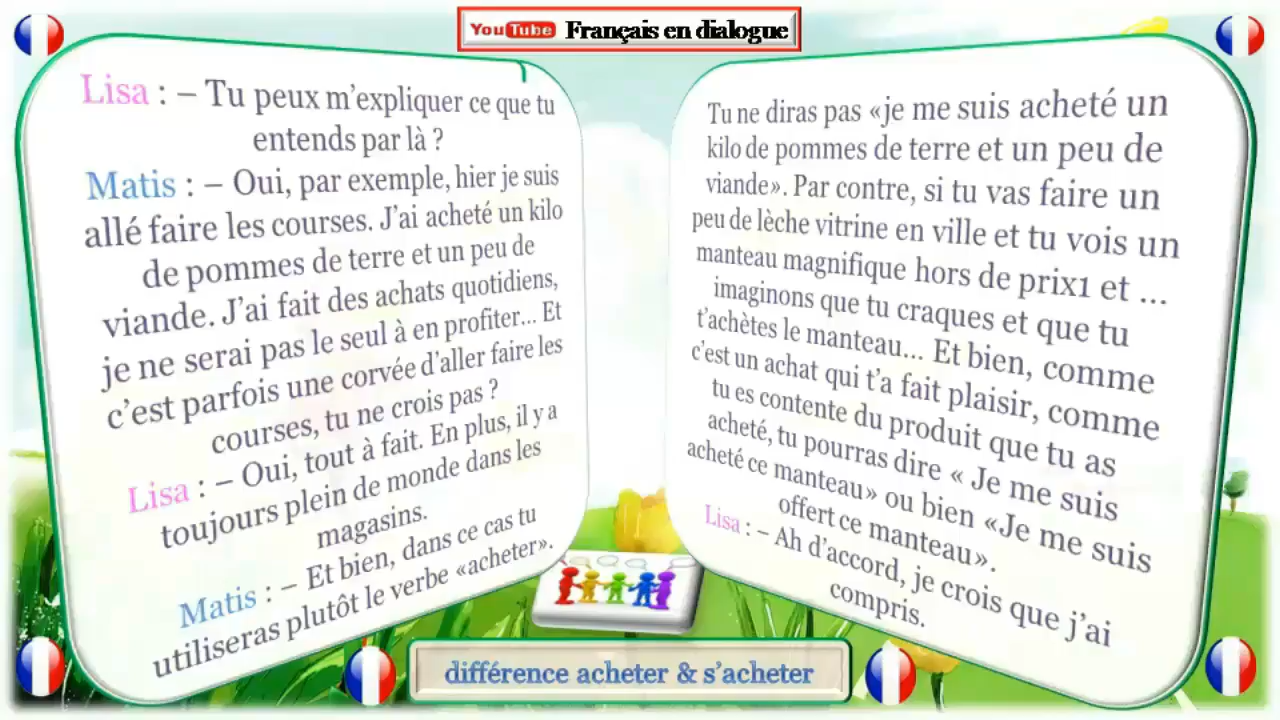 YouTube Français en dialogue
Lisa : – Tu peux m'expliquer ce que tu
entends par là ?
Matis : – Oui, par exemple, hier je suis
allé faire les courses. J'ai acheté un kilo
de pommes de terre et un peu de
viande. J'ai fait des achats quotidiens,
je ne serai pas le seul à en profiter... Et
c'est parfois une corvée d'aller faire les
courses, tu ne crois pas ?
Lisa : – Oui, tout à fait. En plus, il y a
toujours plein de monde dans les
magasins.
Matis : – Et bien, dans ce cas tu
utiliseras plutôt le verbe «acheter».
Tu ne diras pas «je me suis acheté un
kilo de pommes de terre et un peu de
viande». Par contre, si tu vas faire un
peu de lèche vitrine en ville et tu vois un
manteau magnifique hors de prix1 et ...
imaginons que tu craques et que tu
t'achètes le manteau... Et bien, comme
c'est un achat qui t'a fait plaisir, comme
tu es contente du produit que tu as
acheté, tu pourras dire « Je me suis
acheté ce manteau» ou bien «Je me suis
offert ce manteau».
Lisa : – Ah d'accord, je crois que j'ai
compris.
différence acheter & s'acheter